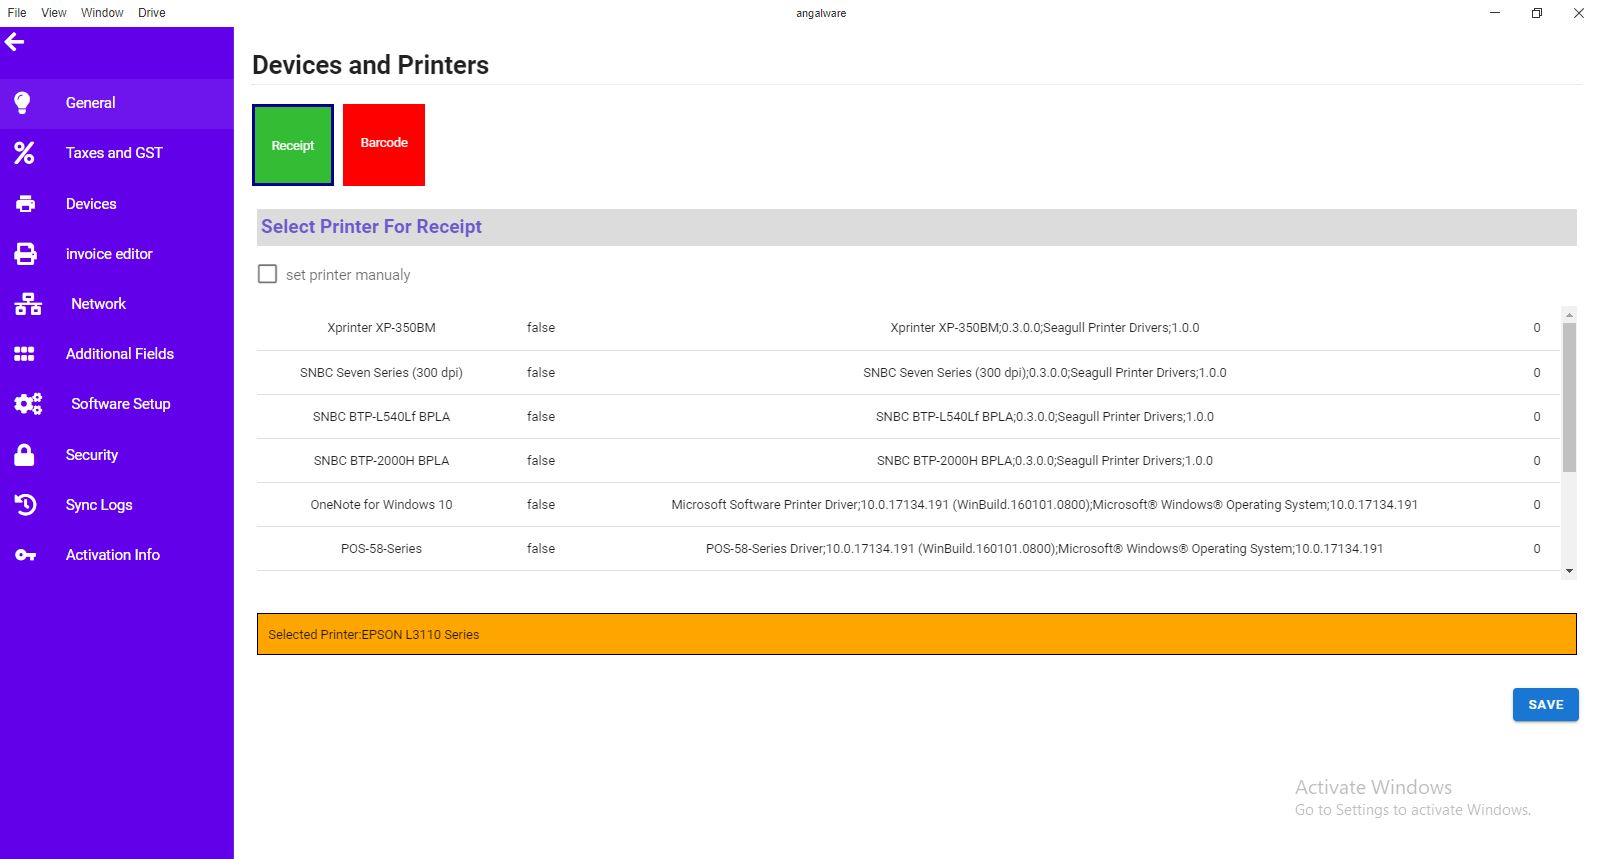 File View Window Drive
angalware
General
Taxes and GST
Devices
invoice editor
Network
Additional Fields
Software Setup
Security
Sync Logs
Activation Info
Devices and Printers
Receipt Barcode
Select Printer For Receipt
set printer manualy
Xprinter XP-350BM false Xprinter XP-350BM;0.3.0.0;Seagull Printer Drivers;1.0.0 0
SNBC Seven Series (300 dpi) false SNBC Seven Series (300 dpi);0.3.0.0;Seagull Printer Drivers;1.0.0 0
SNBC BTP-L540Lf BPLA false SNBC BTP-L540Lf BPLA;0.3.0.0;Seagull Printer Drivers;1.0.0 0
SNBC BTP-2000H BPLA false SNBC BTP-2000H BPLA;0.3.0.0;Seagull Printer Drivers;1.0.0 0
OneNote for Windows 10 false Microsoft Software Printer Driver;10.0.17134.191 (WinBuild.160101.0800);Microsoft® Windows® Operating System;10.0.17134.191 0
POS-58-Series false POS-58-Series Driver;10.0.17134.191 (WinBuild.160101.0800);Microsoft® Windows® Operating System;10.0.17134.191 0
Selected Printer:EPSON L3110 Series
SAVE
Activate Windows
Go to Settings to activate Windows.